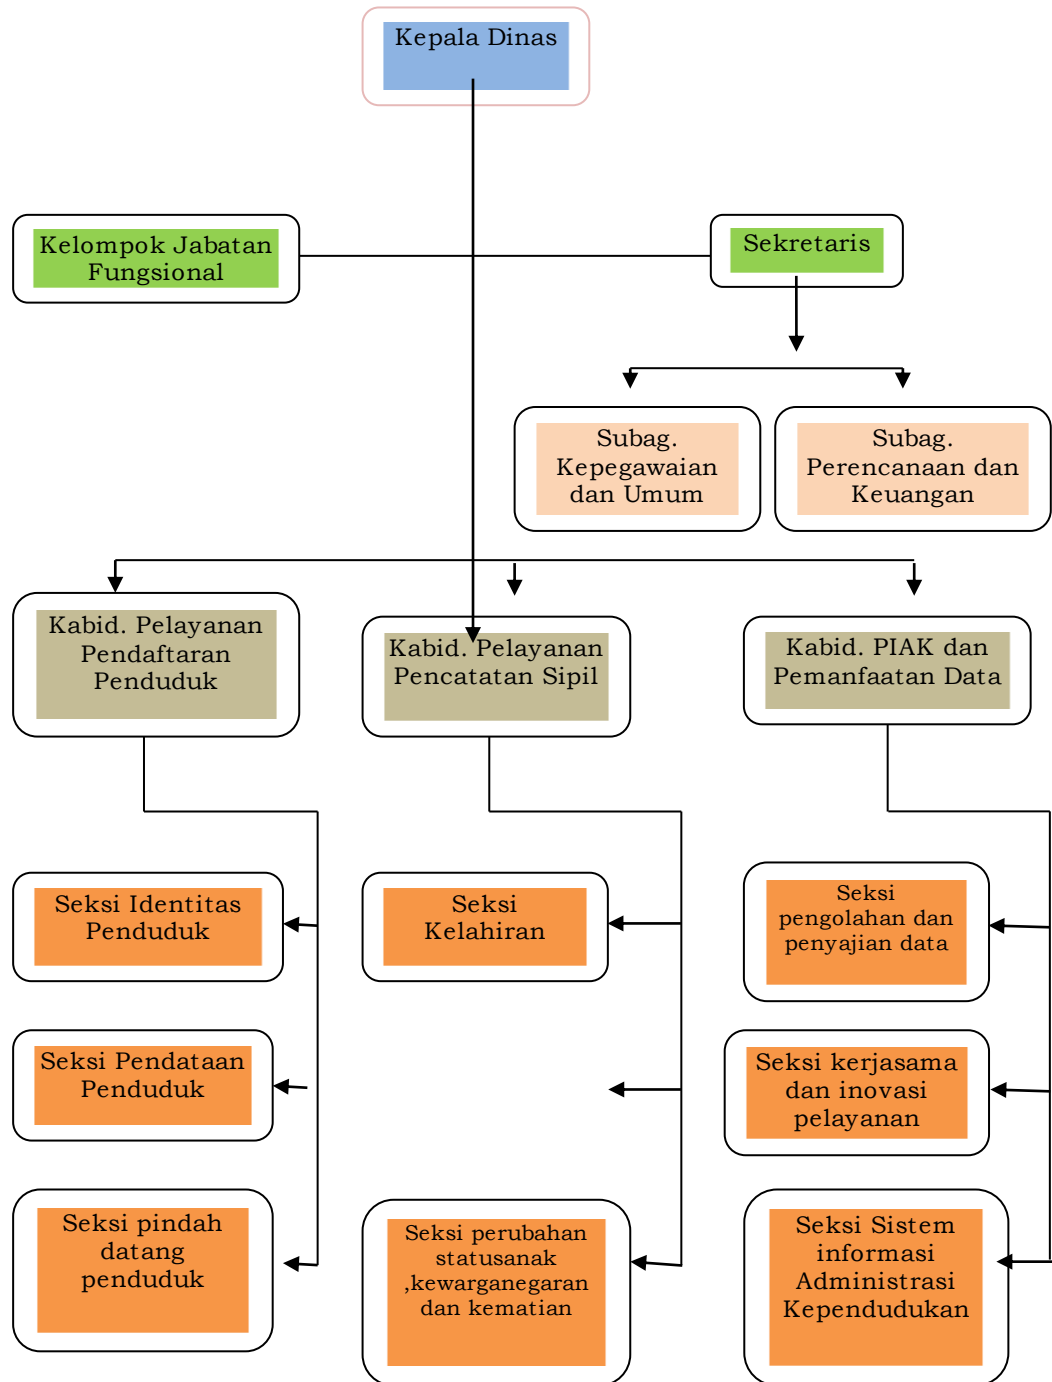 Kepala Dinas
Kelompok Jabatan
Fungsional
Sekretaris
Subag.
Kepegawaian
dan Umum
Subag.
Perencanaan dan
Keuangan
Kabid. Pelayanan
Pendaftaran
Penduduk
Kabid. Pelayanan
Pencatatan Sipil
Kabid. PIAK dan
Pemanfaatan Data
Seksi Identitas
Penduduk
Seksi
Kelahiran
Seksi
pengolahan dan
penyajian data
Seksi Pendataan
Penduduk
Seksi kerjasama
dan inovasi
pelayanan
Seksi pindah
datang
penduduk
Seksi perubahan
statusanak
,kewarganegaran
dan kematian
Seksi Sistem
informasi
Administrasi
Kependudukan